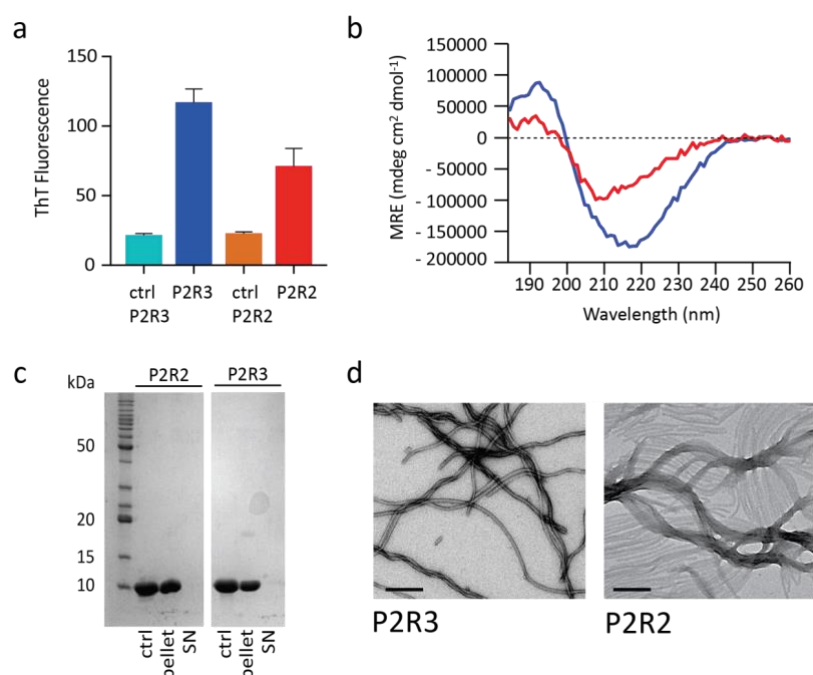 a
ThT Fluorescence
150
100
50
0
ctrl P2R3
P2R3
ctrl P2R2
P2R2
b
MRE (mdeg cm² dmol⁻¹)
150000
100000
50000
0
- 50000
- 100000
- 150000
- 200000
190 200 210 220 230 240 250 260
Wavelength (nm)
c
kDa
P2R2 P2R3
50
20
15
10
ctrl pellet SN ctrl pellet SN
d
P2R3 P2R2